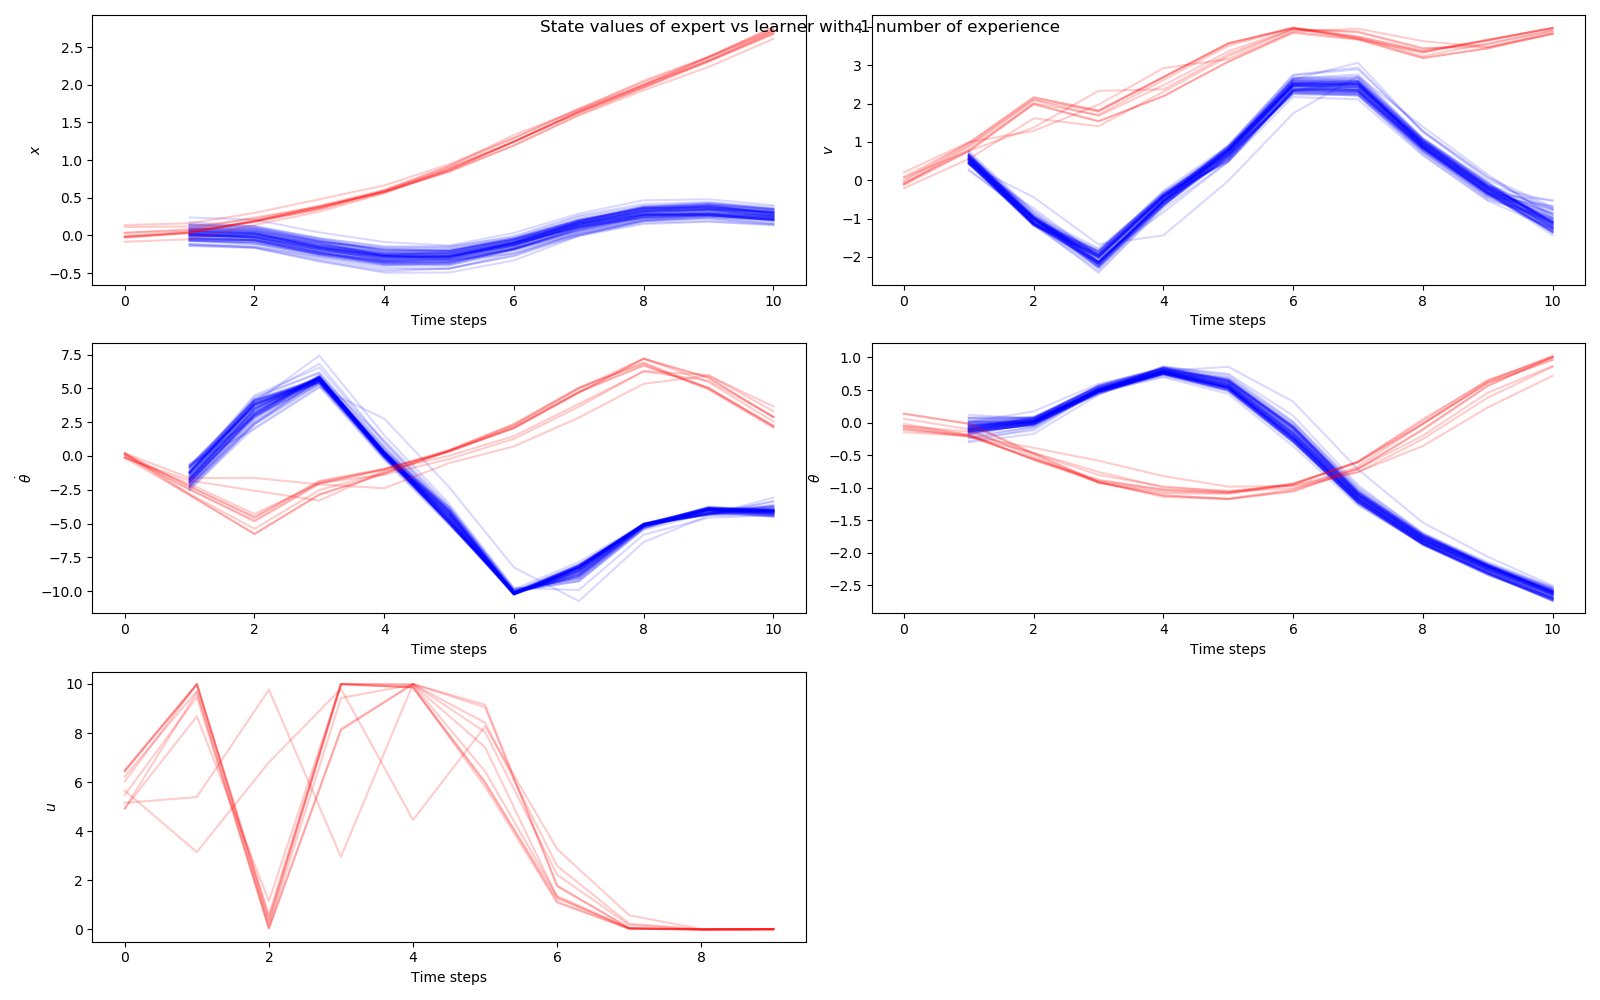 State values of expert vs learner with 1 number of experience
2.5
2.0
1.5
1.0
0.5
0.0
−0.5
x
0 2 4 6 8 10
Time steps
4
3
2
1
0
−1
−2
v
0 2 4 6 8 10
Time steps
7.5
5.0
2.5
0.0
−2.5
−5.0
−7.5
−10.0
θ̇
0 2 4 6 8 10
Time steps
1.0
0.5
0.0
−0.5
−1.0
−1.5
−2.0
−2.5
θ
0 2 4 6 8 10
Time steps
10
8
6
4
2
0
u
0 2 4 6 8
Time steps